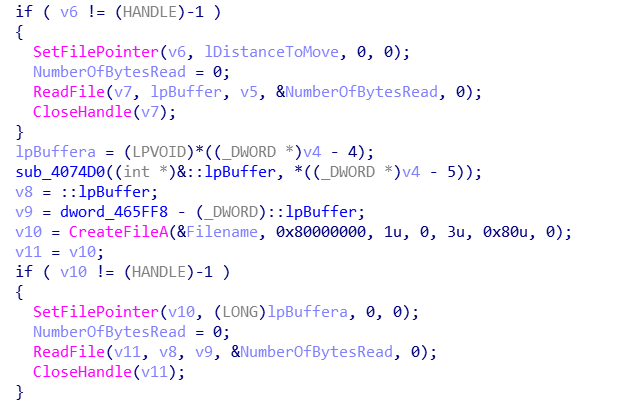 if ( v6 != (HANDLE)-1 )
{
SetFilePointer(v6, lDistanceToMove, 0, 0);
NumberOfBytesRead = 0;
ReadFile(v7, lpBuffer, v5, &NumberOfBytesRead, 0);
CloseHandle(v7);
}
lpBuffera = (LPVOID)*((_DWORD *)v4 - 4);
sub_4074D0((int *)&::lpBuffer, *((_DWORD *)v4 - 5));
v8 = ::lpBuffer;
v9 = dword_465FF8 - (_DWORD)::lpBuffer;
v10 = CreateFileA(&Filename, 0x80000000, 1u, 0, 3u, 0x80u, 0);
v11 = v10;
if ( v10 != (HANDLE)-1 )
{
SetFilePointer(v10, (LONG)lpBuffera, 0, 0);
NumberOfBytesRead = 0;
ReadFile(v11, v8, v9, &NumberOfBytesRead, 0);
CloseHandle(v11);
}